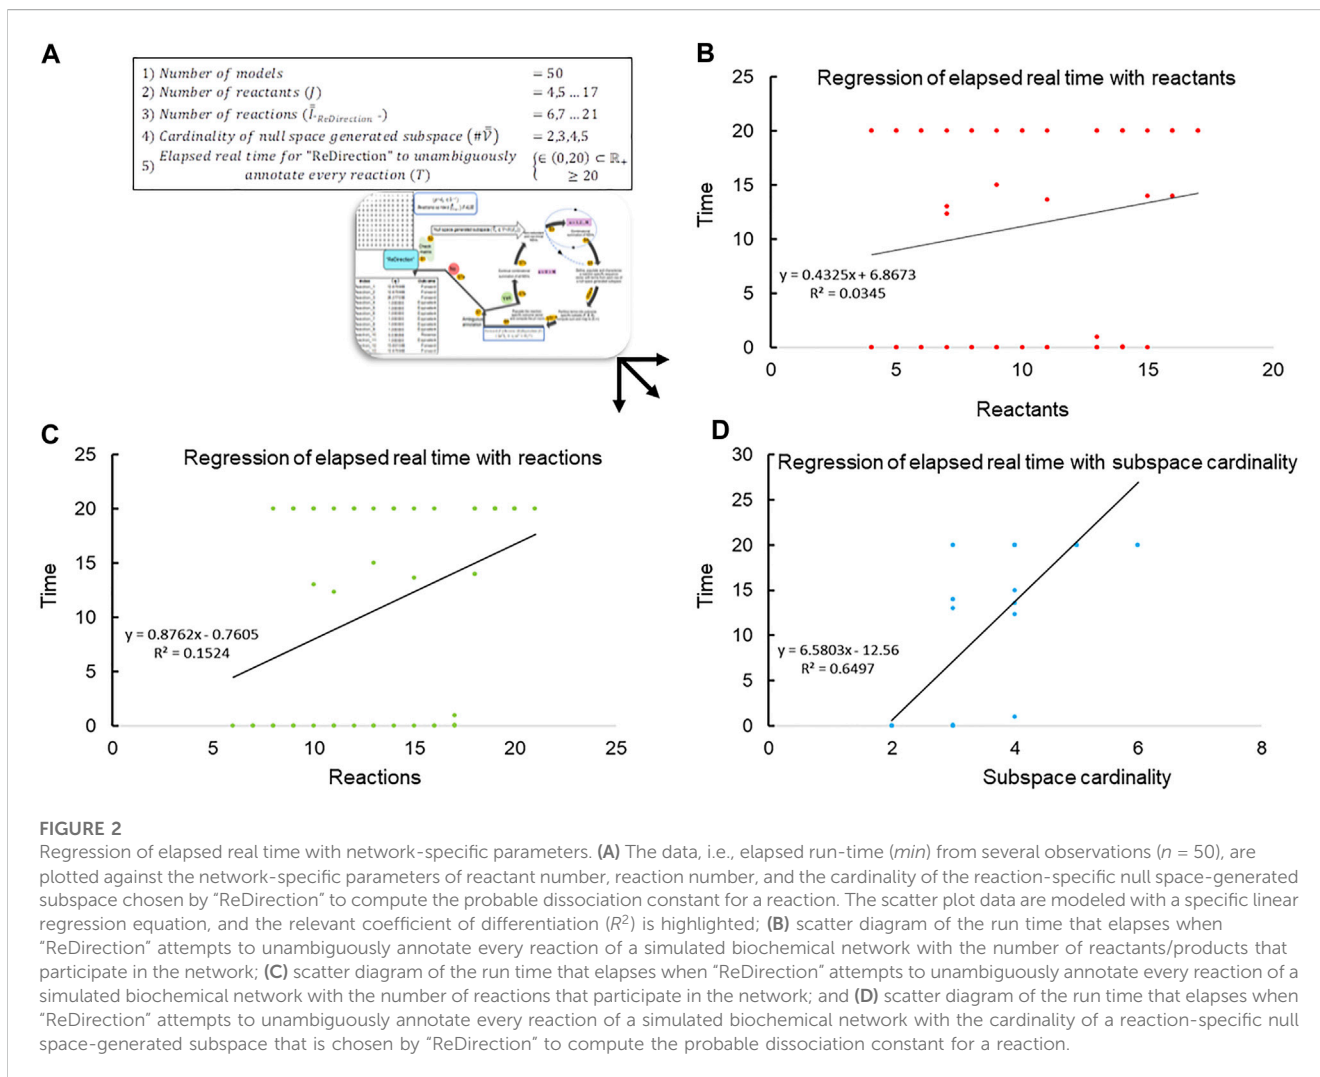 A
1) Number of models = 50
2) Number of reactants (J) = 4,5 ... 17
3) Number of reactions = 6,7 ... 21
4) Cardinality of null space generated subspace = 2,3,4,5
5) Elapsed real time for "ReDirection" to unambiguously annotate every reaction (T) {∈ (0,20) ⊂ ℝ₊ ≥ 20
"ReDirection"
B
Regression of elapsed real time with reactants
25
20
15
10
5
0
Time
y = 0.4325x + 6.8673
R² = 0.0345
0 5 10 15 20
Reactants
C
Regression of elapsed real time with reactions
25
20
15
10
5
0
Time
y = 0.8762x - 0.7605
R² = 0.1524
0 5 10 15 20 25
Reactions
D
Regression of elapsed real time with subspace cardinality
30
25
20
15
10
5
0
Time
y = 6.5803x - 12.56
R² = 0.6497
0 2 4 6 8
Subspace cardinality
FIGURE 2
Regression of elapsed real time with network-specific parameters. (A) The data, i.e., elapsed run-time (min) from several observations (n = 50), are
plotted against the network-specific parameters of reactant number, reaction number, and the cardinality of the reaction-specific null space-generated
subspace chosen by "ReDirection" to compute the probable dissociation constant for a reaction. The scatter plot data are modeled with a specific linear
regression equation, and the relevant coefficient of differentiation (R²) is highlighted; (B) scatter diagram of the run time that elapses when
"ReDirection" attempts to unambiguously annotate every reaction of a simulated biochemical network with the number of reactants/products that
participate in the network; (C) scatter diagram of the run time that elapses when "ReDirection" attempts to unambiguously annotate every reaction of a
simulated biochemical network with the number of reactions that participate in the network; and (D) scatter diagram of the run time that elapses when
"ReDirection" attempts to unambiguously annotate every reaction of a simulated biochemical network with the cardinality of a reaction-specific null
space-generated subspace that is chosen by "ReDirection" to compute the probable dissociation constant for a reaction.